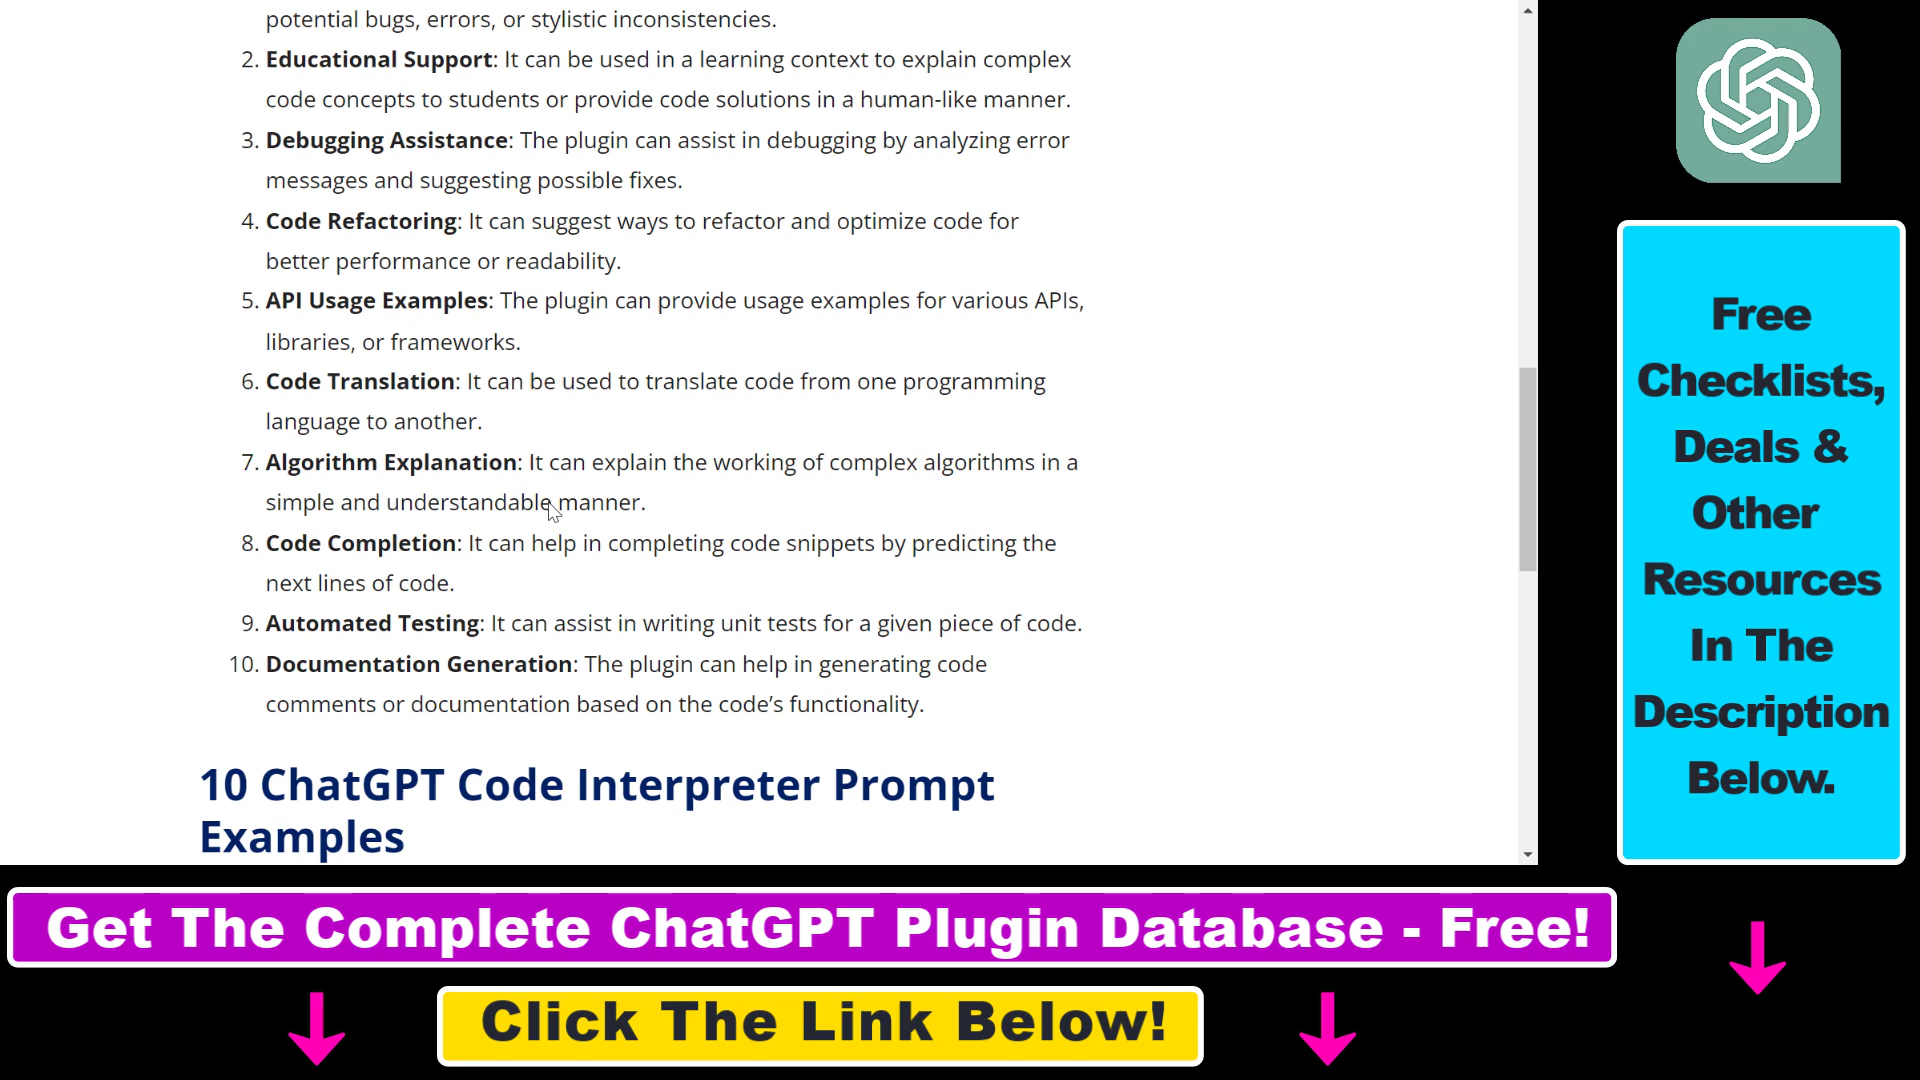 potential bugs, errors, or stylistic inconsistencies.
2. Educational Support: It can be used in a learning context to explain complex
code concepts to students or provide code solutions in a human-like manner.
3. Debugging Assistance: The plugin can assist in debugging by analyzing error
messages and suggesting possible fixes.
4. Code Refactoring: It can suggest ways to refactor and optimize code for
better performance or readability.
5. API Usage Examples: The plugin can provide usage examples for various APIs,
libraries, or frameworks.
6. Code Translation: It can be used to translate code from one programming
language to another.
7. Algorithm Explanation: It can explain the working of complex algorithms in a
simple and understandable manner.
8. Code Completion: It can help in completing code snippets by predicting the
next lines of code.
9. Automated Testing: It can assist in writing unit tests for a given piece of code.
10. Documentation Generation: The plugin can help in generating code
comments or documentation based on the code’s functionality.
10 ChatGPT Code Interpreter Prompt
Examples
Free
Checklists,
Deals &
Other
Resources
In The
Description
Below.
Get The Complete ChatGPT Plugin Database - Free!
Click The Link Below!